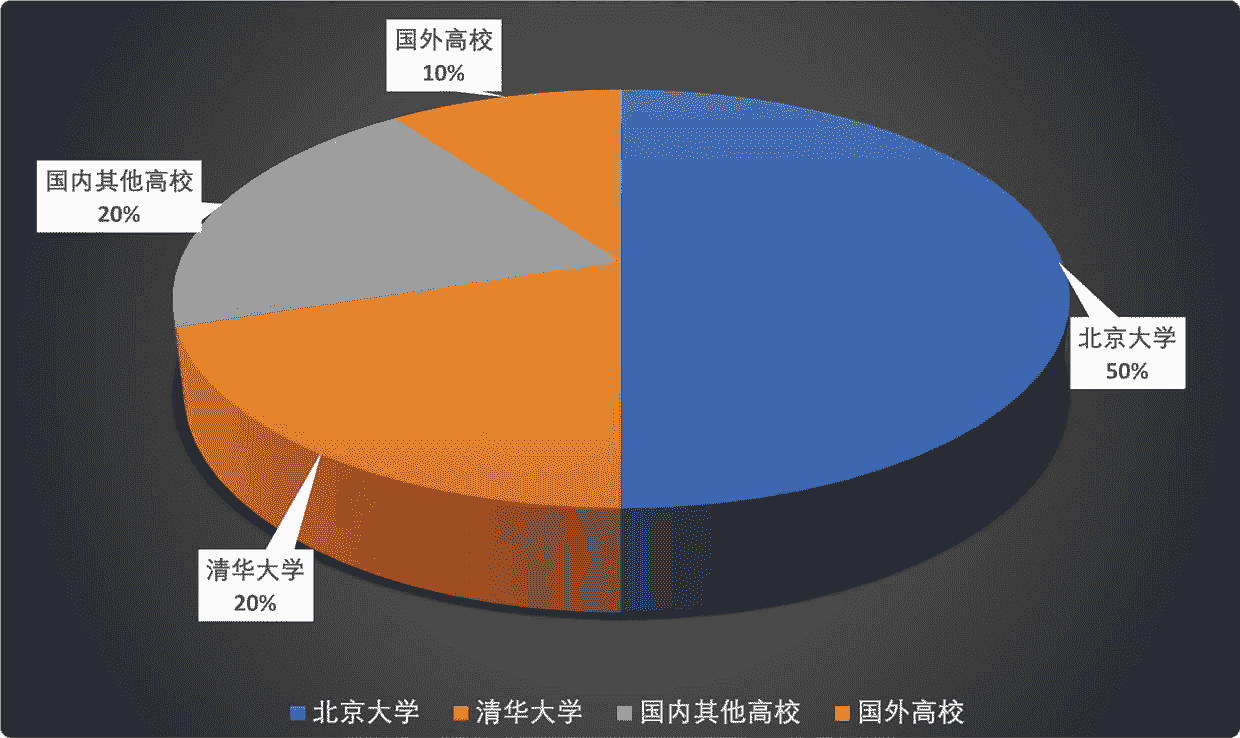 国外高校
10%
国内其他高校
20%
北京大学
50%
清华大学
20%
北京大学 清华大学 国内其他高校 国外高校